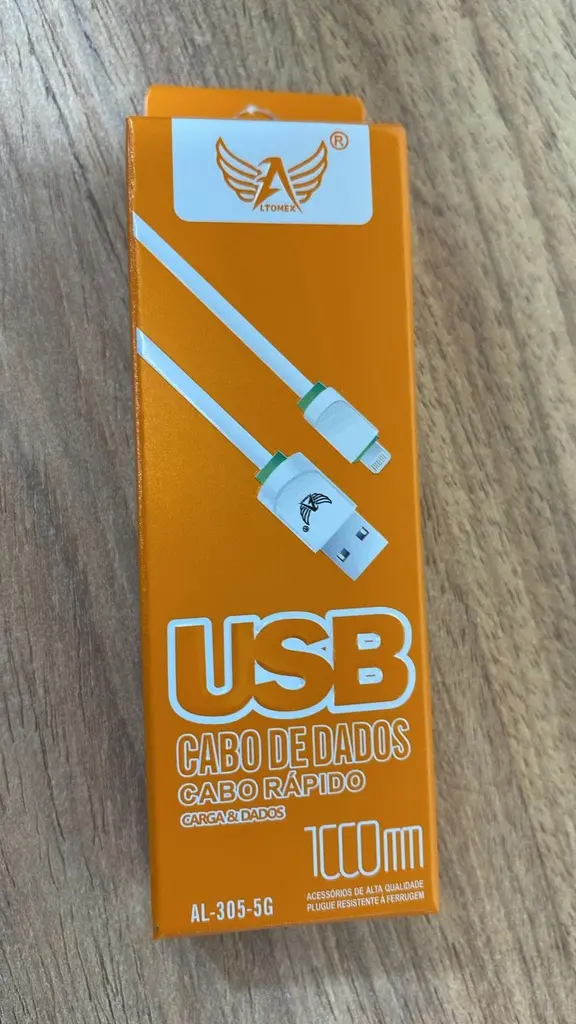 ®
ALTOMEX
USB
CABO DE DADOS
CABO RÁPIDO
CARGA & DADOS
1000mm
ACESSÓRIOS DE ALTA QUALIDADE
PLUGUE RESISTENTE À FERRUGEM
AL-305-5G